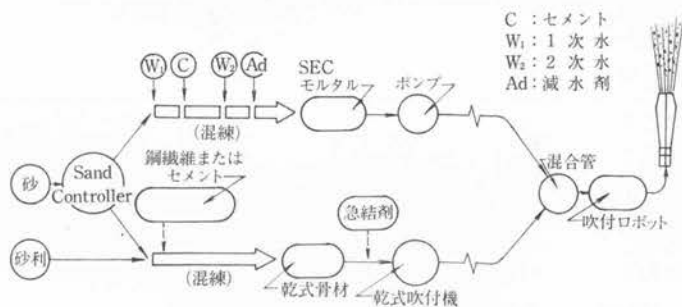 C：セメント
W₁：1 次 水
W₂：2 次 水
Ad：減 水 剤
W₁
C
W₂
Ad
(混練)
SEC
モルタル
ポンプ
砂
Sand
Controller
鋼繊維または
セメント
混合管
吹付ロボット
急結剤
砂利
(混練)
乾式骨材
乾式吹付機